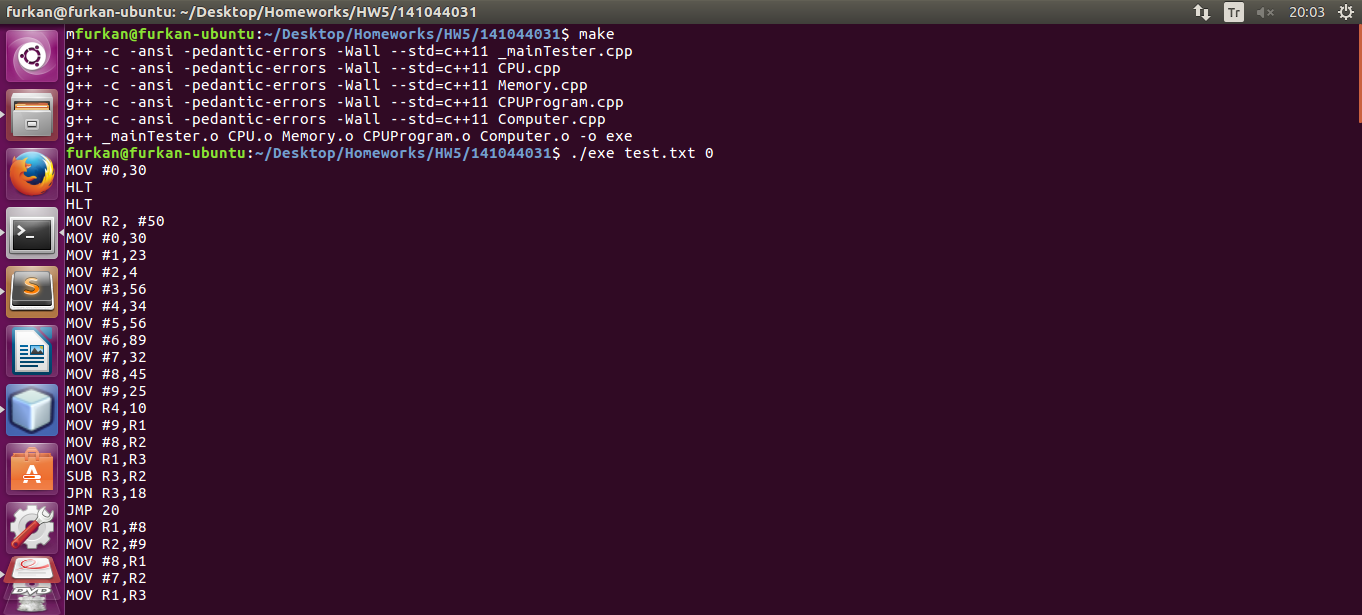 furkan@furkan-ubuntu: ~/Desktop/Homeworks/HW5/141044031
Tr
20:03
mfurkan@furkan-ubuntu:~/Desktop/Homeworks/HW5/141044031$ make
g++ -c -ansi -pedantic-errors -Wall --std=c++11 _mainTester.cpp
g++ -c -ansi -pedantic-errors -Wall --std=c++11 CPU.cpp
g++ -c -ansi -pedantic-errors -Wall --std=c++11 Memory.cpp
g++ -c -ansi -pedantic-errors -Wall --std=c++11 CPUProgram.cpp
g++ -c -ansi -pedantic-errors -Wall --std=c++11 Computer.cpp
g++ _mainTester.o CPU.o Memory.o CPUProgram.o Computer.o -o exe
furkan@furkan-ubuntu:~/Desktop/Homeworks/HW5/141044031$ ./exe test.txt 0
MOV #0,30
HLT
HLT
MOV R2, #50
MOV #0,30
MOV #1,23
MOV #2,4
MOV #3,56
MOV #4,34
MOV #5,56
MOV #6,89
MOV #7,32
MOV #8,45
MOV #9,25
MOV R4,10
MOV #9,R1
MOV #8,R2
MOV R1,R3
SUB R3,R2
JPN R3,18
JMP 20
MOV R1,#8
MOV R2,#9
MOV #8,R1
MOV #7,R2
MOV R1,R3
DVD